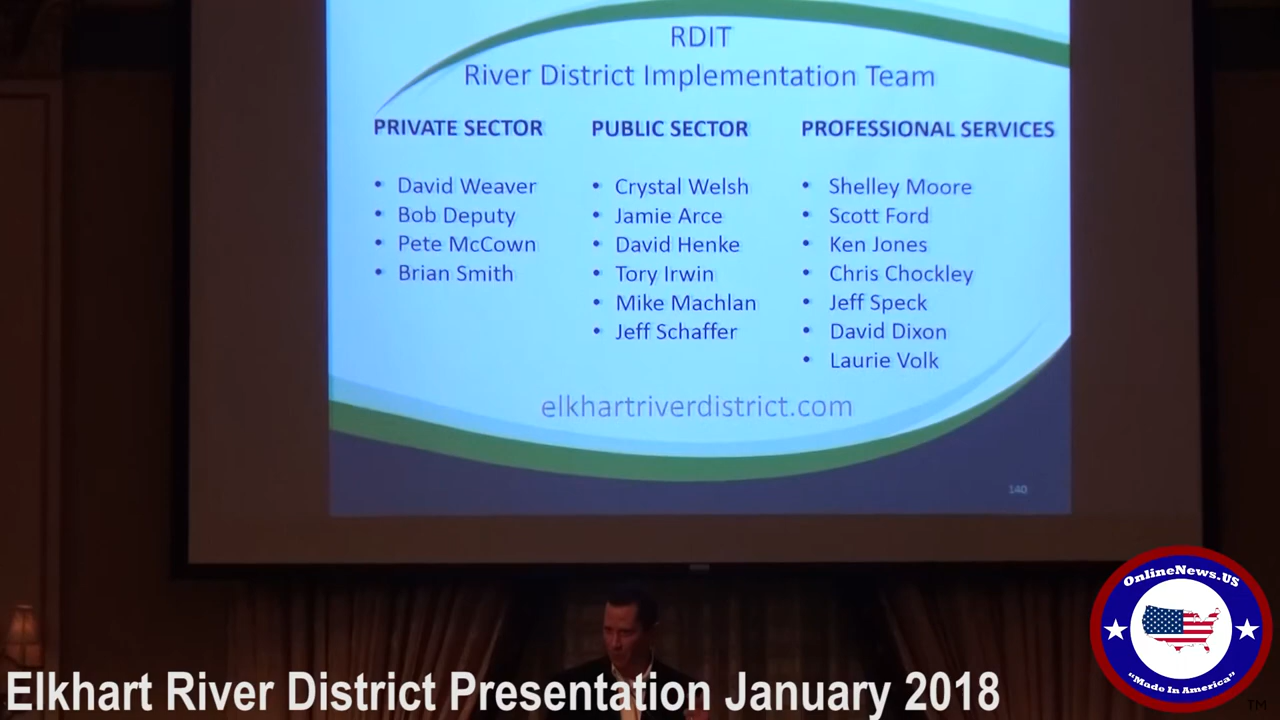 RDIT
River District Implementation Team
PRIVATE SECTOR
• David Weaver
• Bob Deputy
• Pete McCown
• Brian Smith
PUBLIC SECTOR
• Crystal Welsh
• Jamie Arce
• David Henke
• Tory Irwin
• Mike Machlan
• Jeff Schaffer
PROFESSIONAL SERVICES
• Shelley Moore
• Scott Ford
• Ken Jones
• Chris Chockley
• Jeff Speck
• David Dixon
• Laurie Volk
elkhartriverdistrict.com
140
OnlineNews.US
"Made In America"
TM
Elkhart River District Presentation January 2018